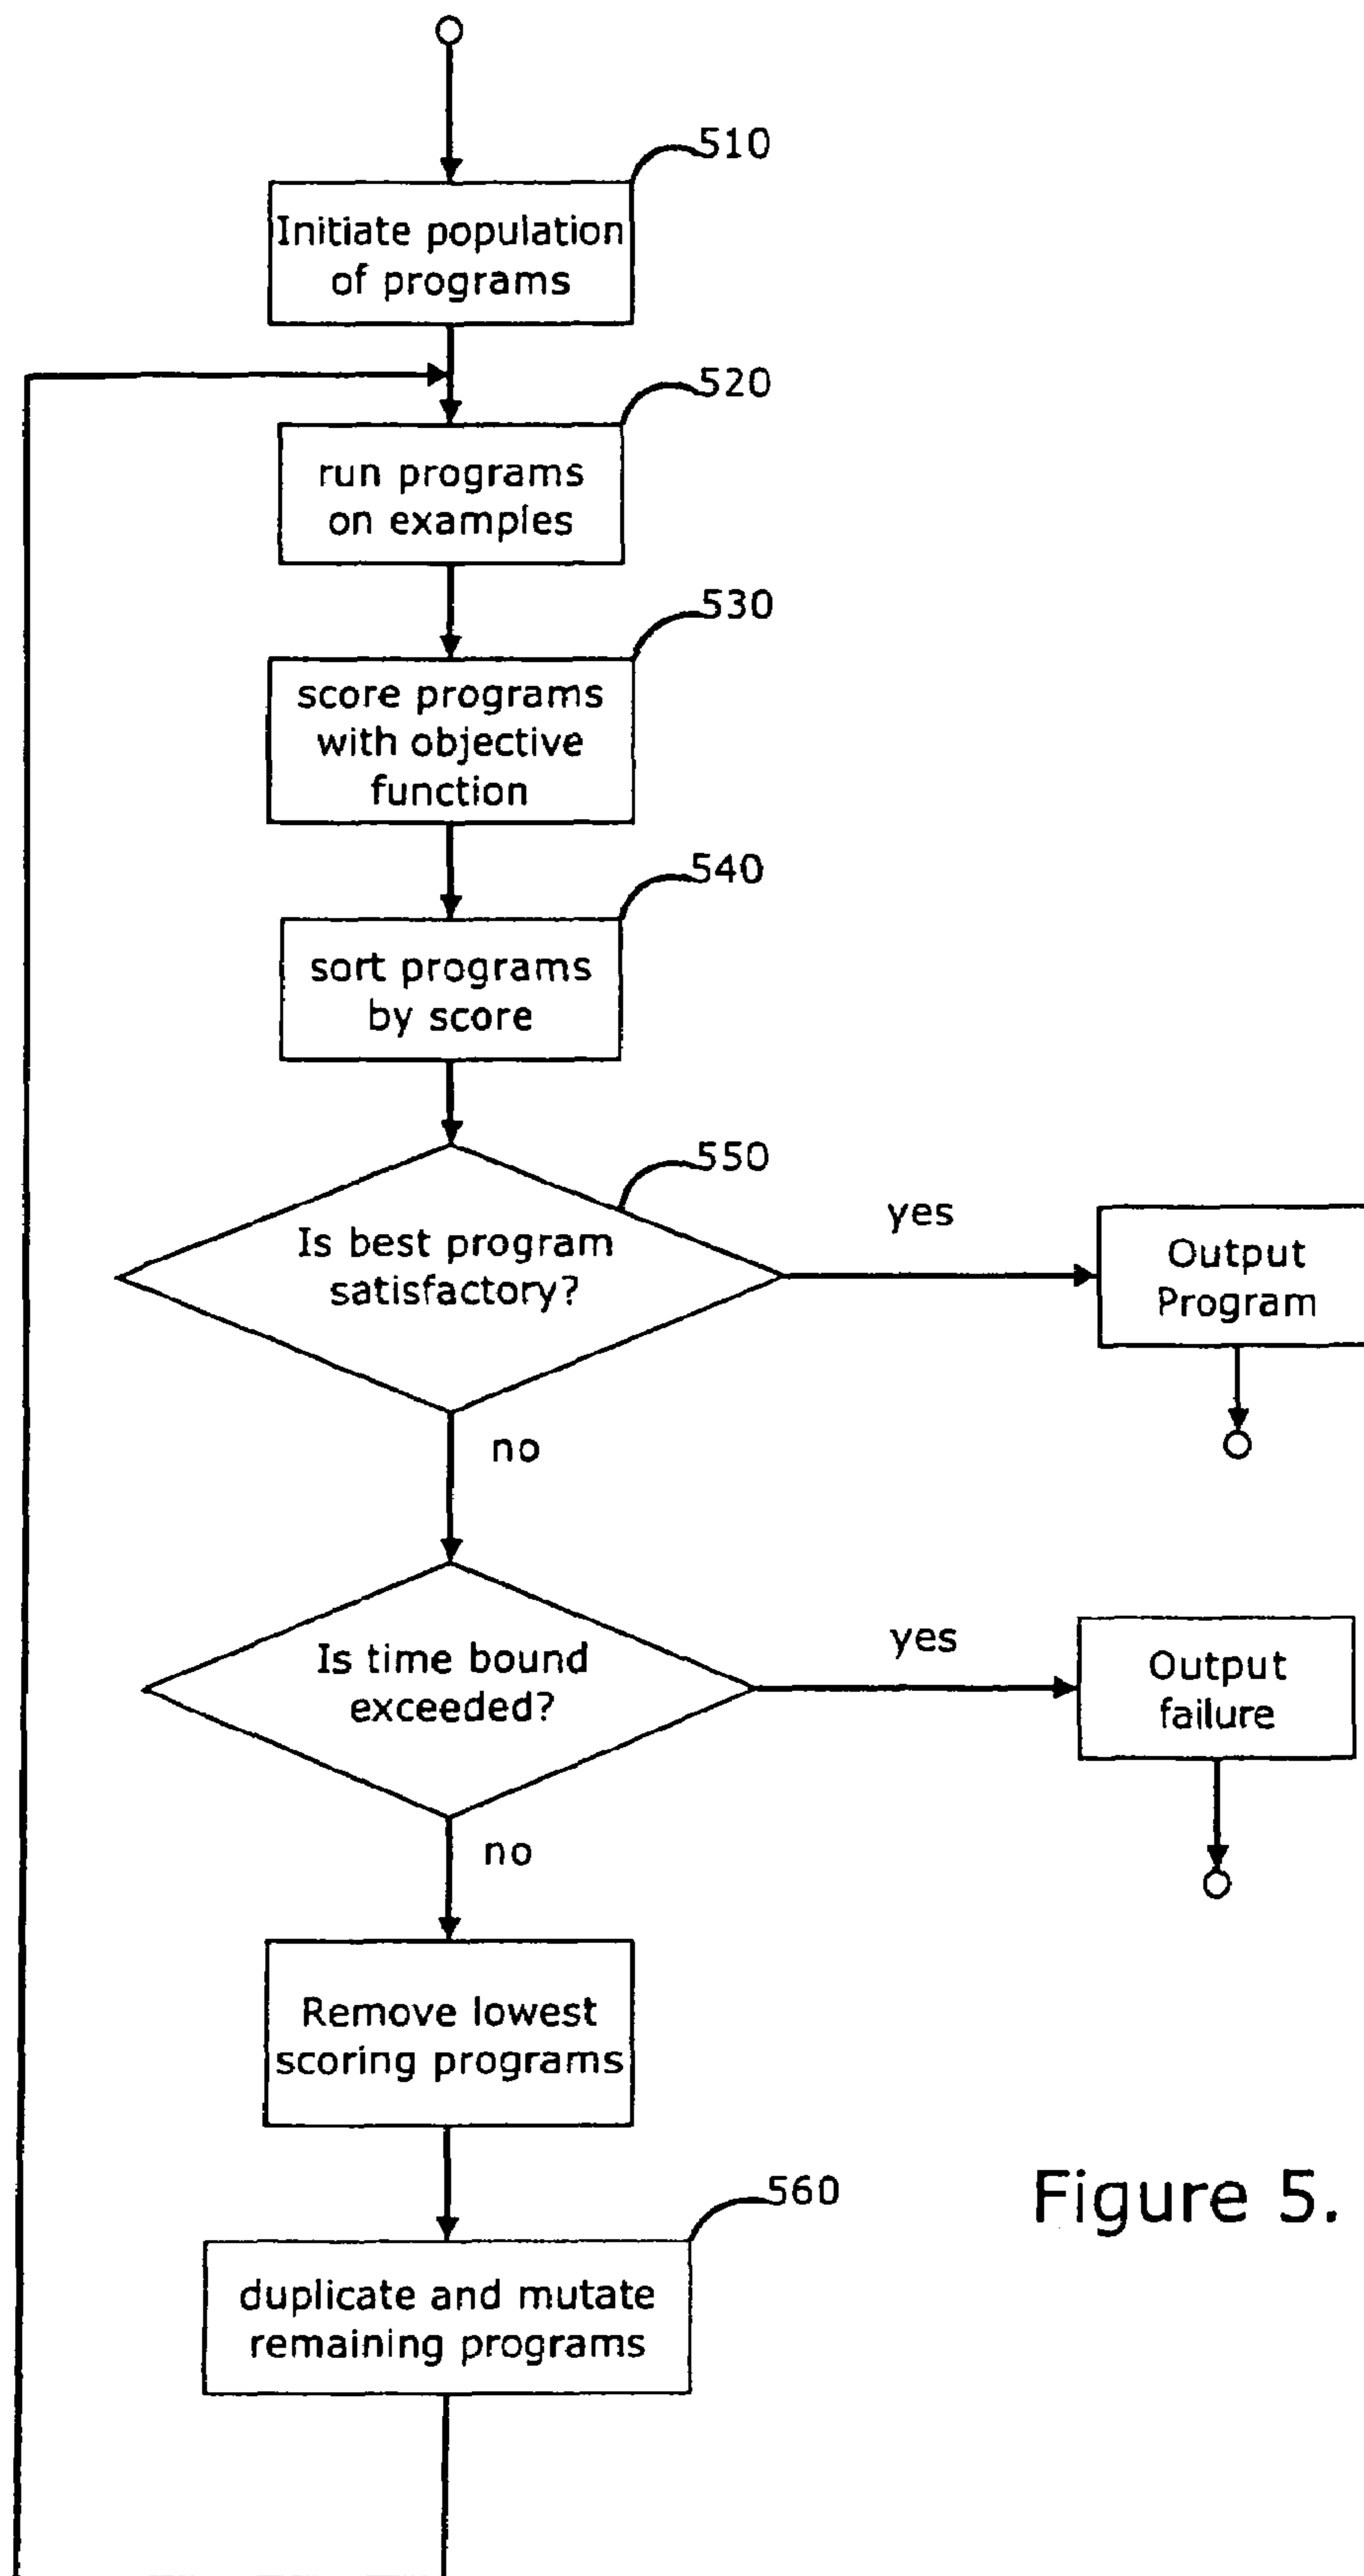 510
Initiate population
of programs
520
run programs
on examples
530
score programs
with objective
function
540
sort programs
by score
550
Is best program
satisfactory?
yes
Output
Program
no
Is time bound
exceeded?
yes
Output
failure
no
Remove lowest
scoring programs
560
duplicate and mutate
remaining programs
Figure 5.